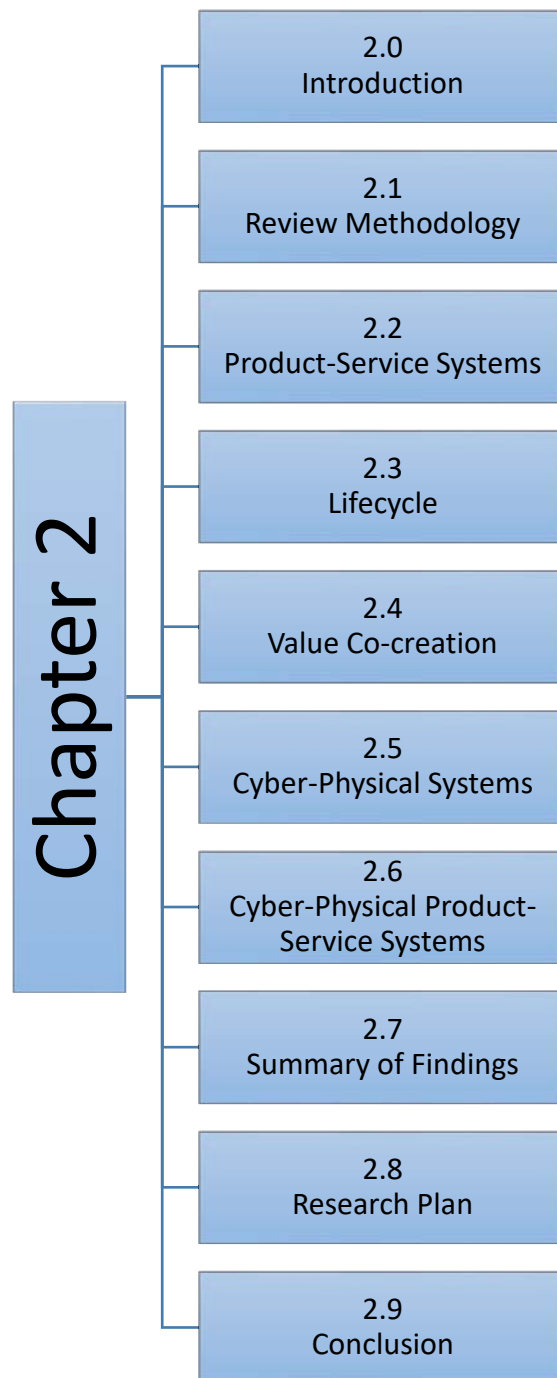 Chapter 2
2.0
Introduction
2.1
Review Methodology
2.2
Product-Service Systems
2.3
Lifecycle
2.4
Value Co-creation
2.5
Cyber-Physical Systems
2.6
Cyber-Physical Product-
Service Systems
2.7
Summary of Findings
2.8
Research Plan
2.9
Conclusion